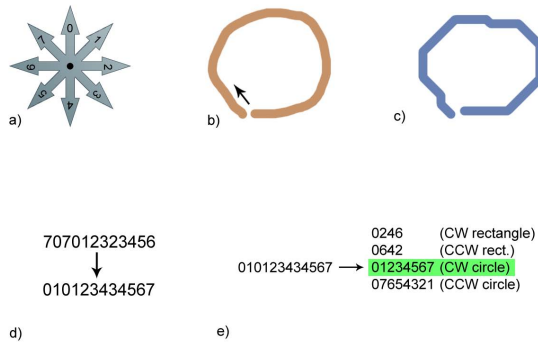 0
1
2
3
4
5
6
7
a)
b)
c)
707012323456
010123434567
d)
010123434567
0246 (CW rectangle)
0642 (CCW rect.)
01234567 (CW circle)
07654321 (CCW circle)
e)